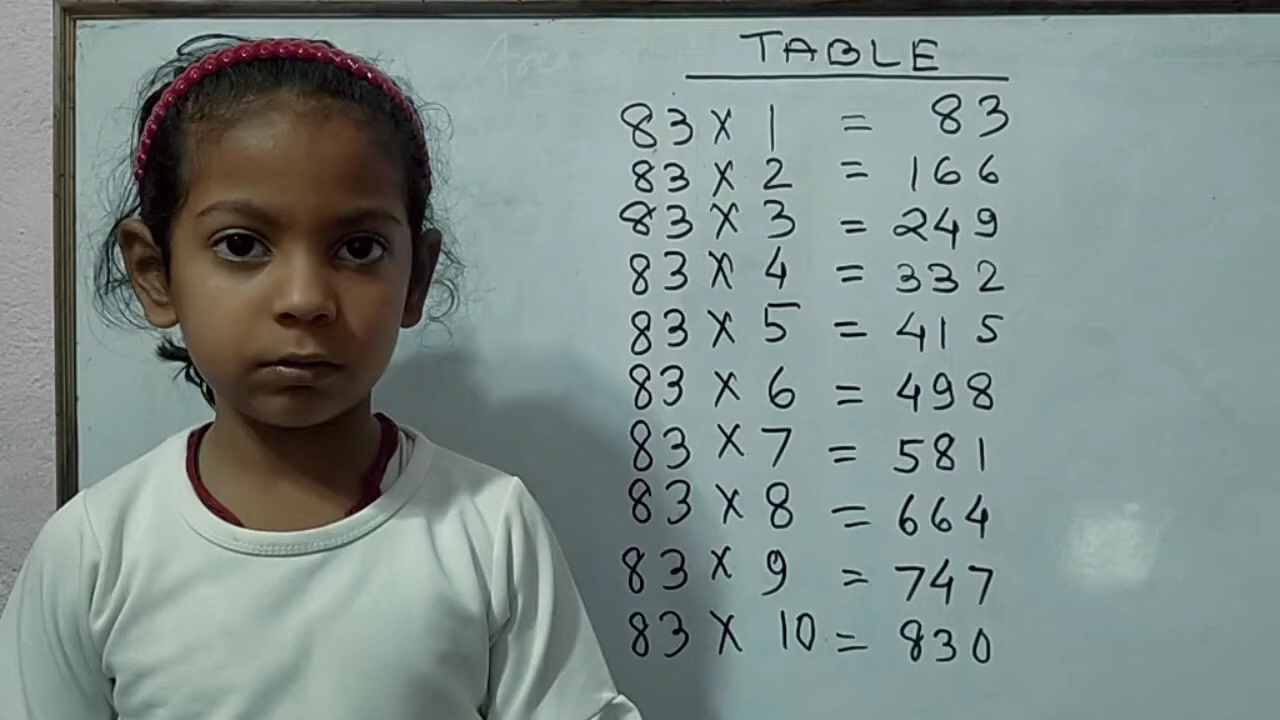 TABLE
83 X 1 = 83
83 X 2 = 166
83 X 3 = 249
83 X 4 = 332
83 X 5 = 415
83 X 6 = 498
83 X 7 = 581
83 X 8 = 664
83 X 9 = 747
83 X 10 = 830